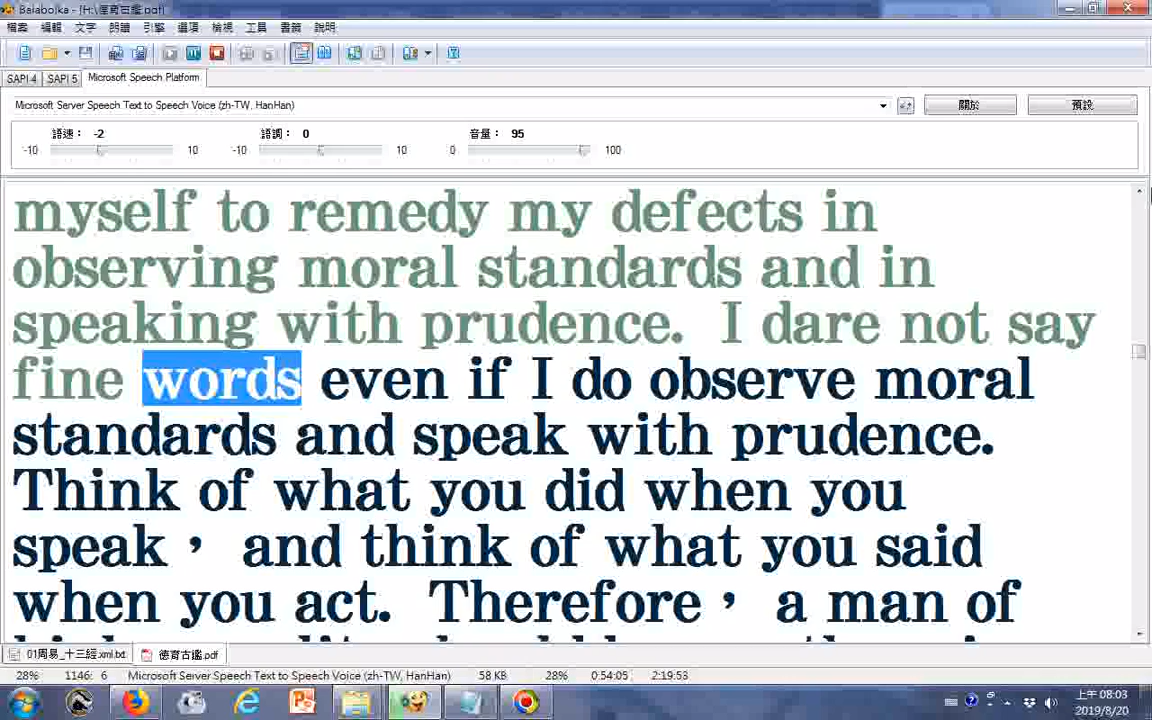 Balabolka - [H:\德育古鑑.pdf]
檔案 編輯 文字 朗讀 引擎 選項 檢視 工具 書籤 說明
SAPI 4 SAPI 5 Microsoft Speech Platform
Microsoft Server Speech Text to Speech Voice (zh-TW, HanHan) 關於 預設
語速： -2 語調： 0 音量： 95
-10 10 -10 10 0 100
myself to remedy my defects in
observing moral standards and in
speaking with prudence. I dare not say
fine words even if I do observe moral
standards and speak with prudence.
Think of what you did when you
speak， and think of what you said
when you act. Therefore， a man of
01周易_十三經.xml.txt 德育古鑑.pdf
28% 1146: 6 Microsoft Server Speech Text to Speech Voice (zh-TW, HanHan) 58 KB 28% 0:54:05 2:19:53
上午 08:03
2019/8/20